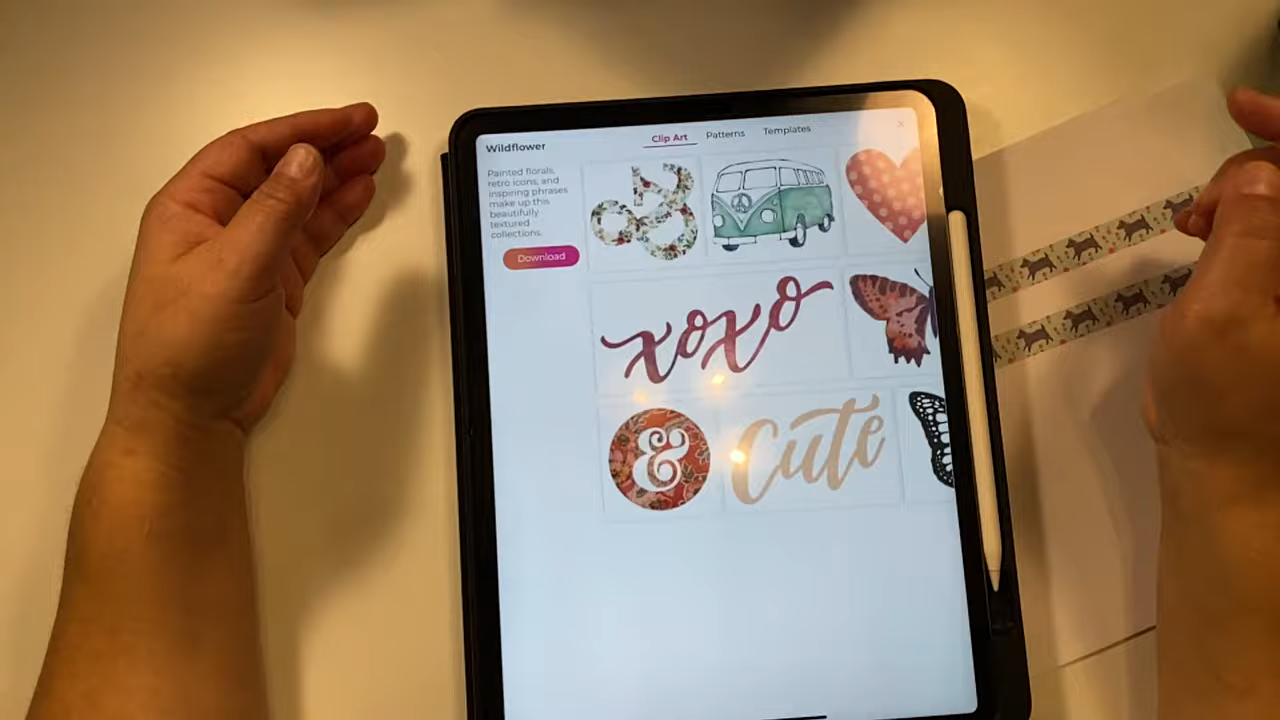 Wildflower
Clip Art
Patterns
Templates
Painted florals,
retro icons, and
inspiring phrases
make up this
beautifully
textured
collections.
Download
&
xoxo
&
Cute